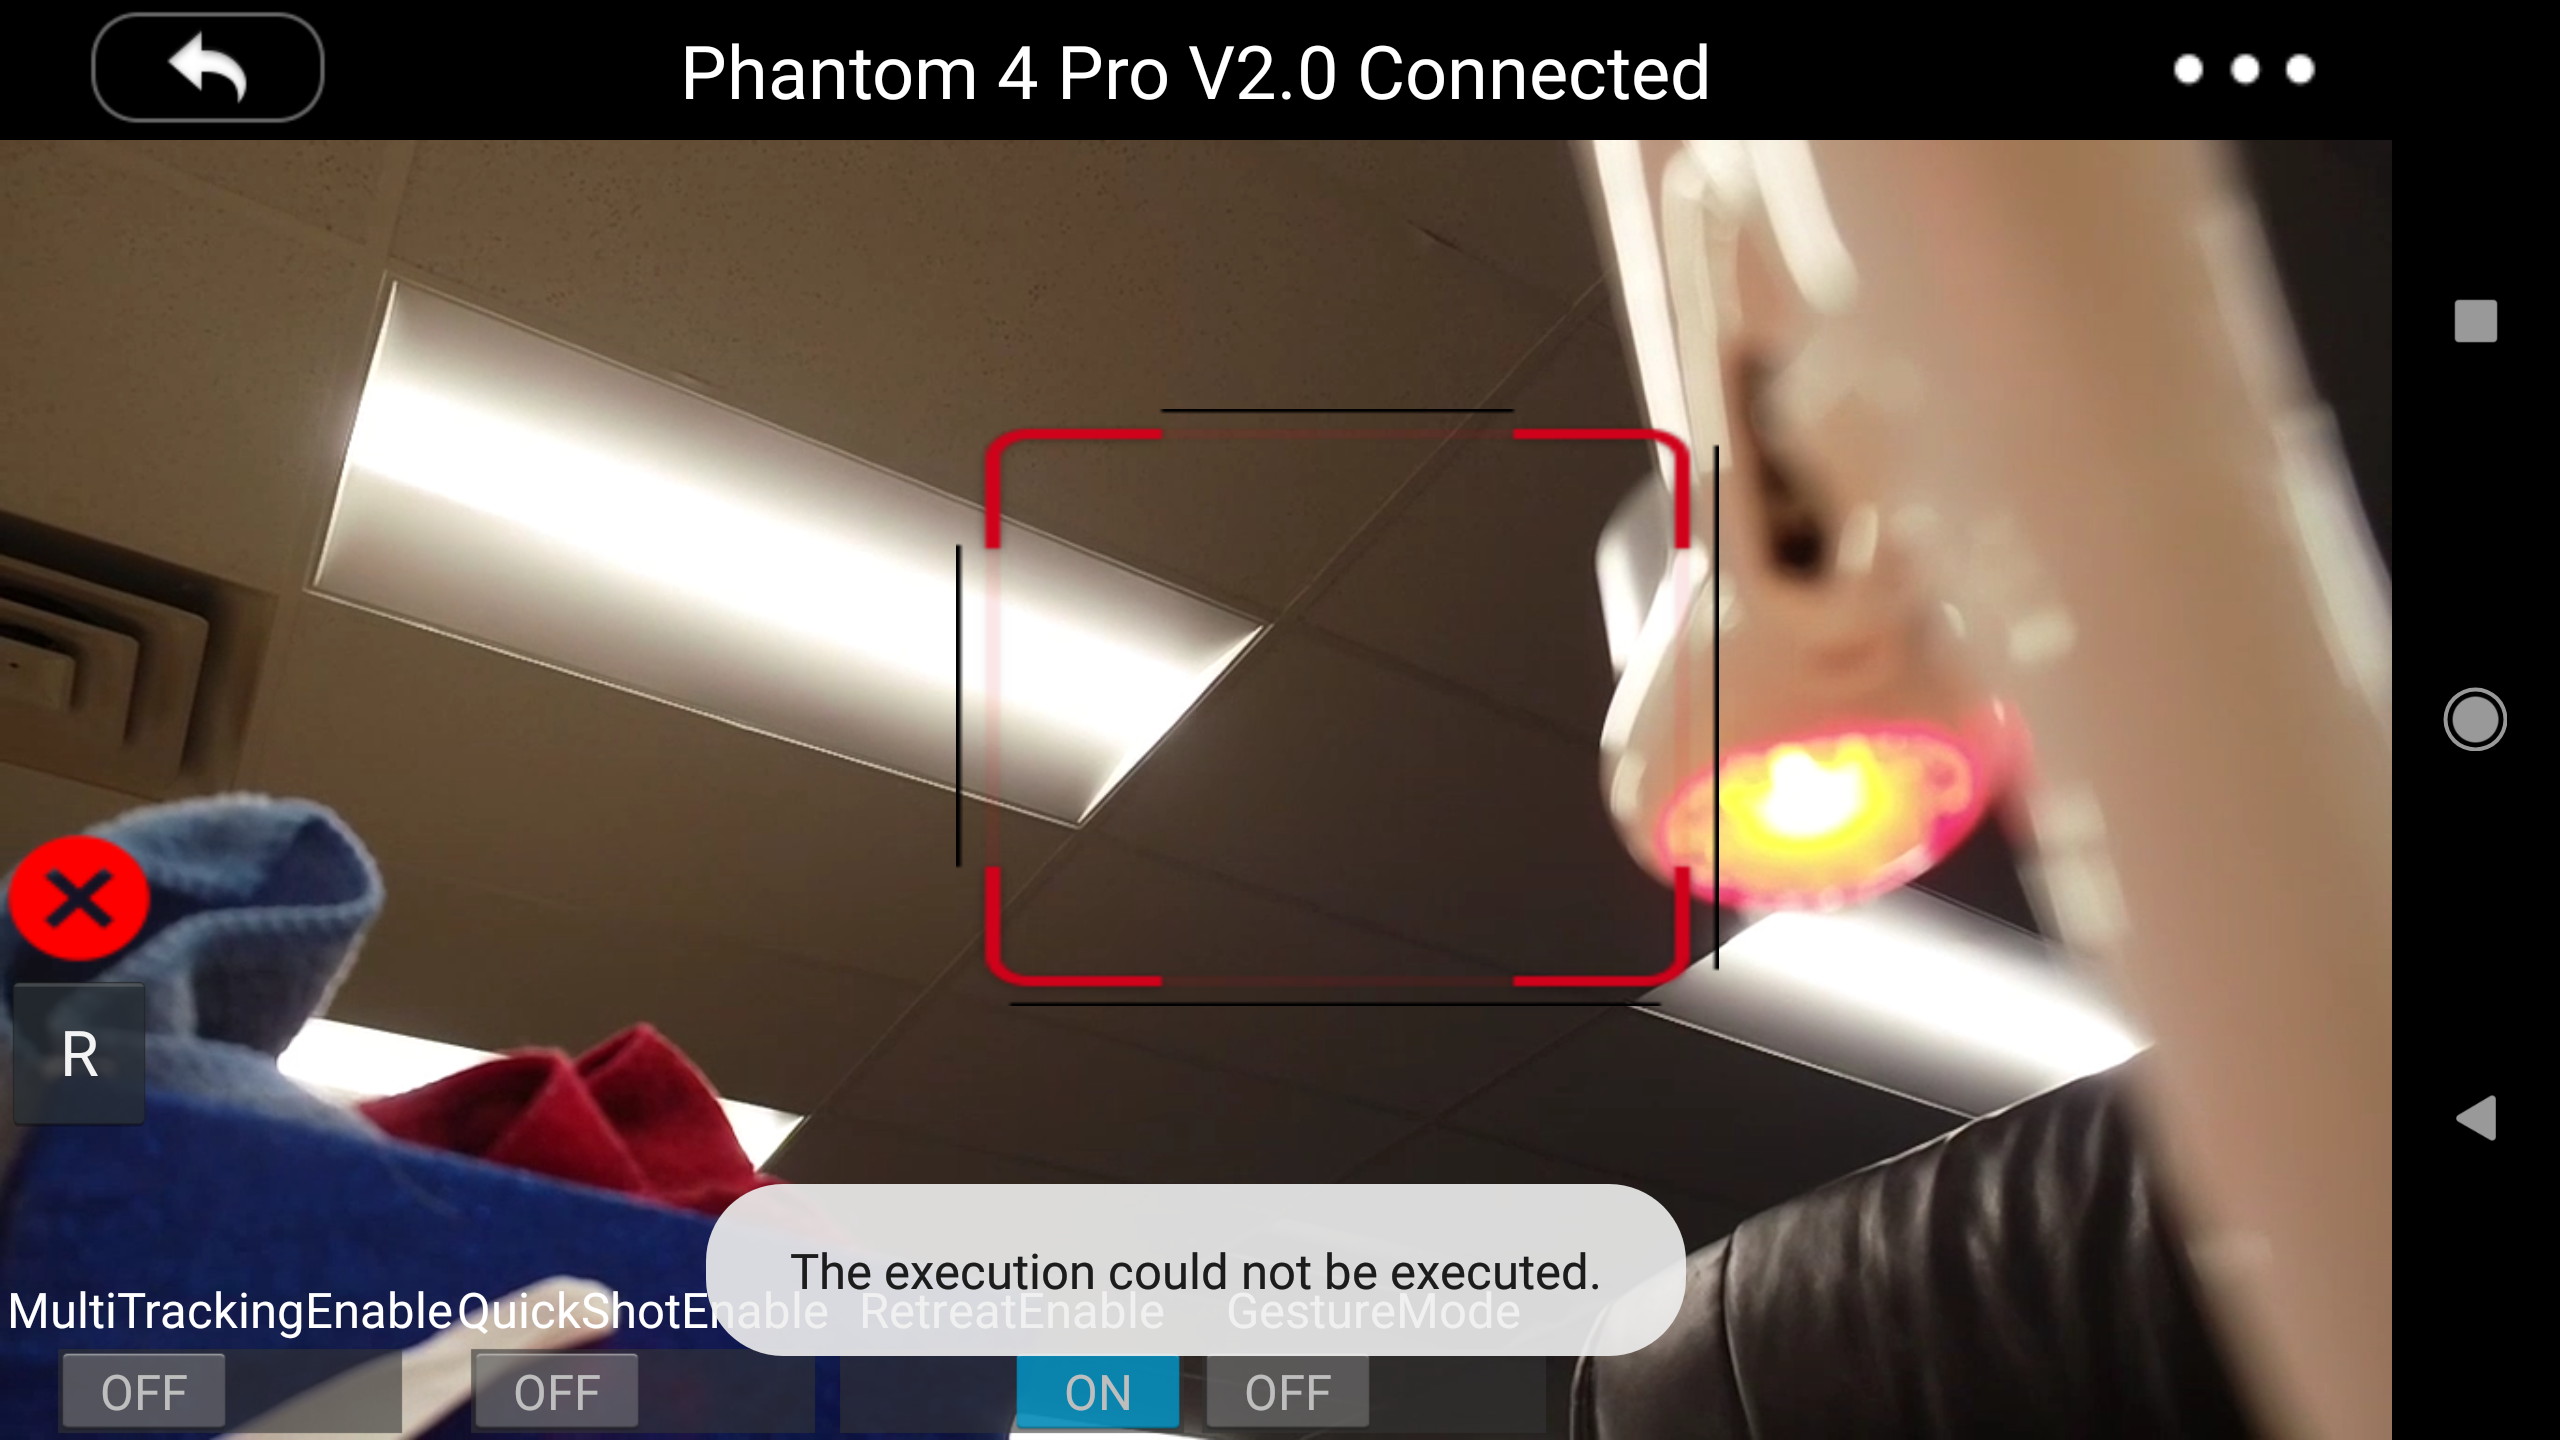 Phantom 4 Pro V2.0 Connected
R
The execution could not be executed.
MultiTrackingEnable QuickShotEnable RetreatEnable GestureMode
OFF OFF ON OFF